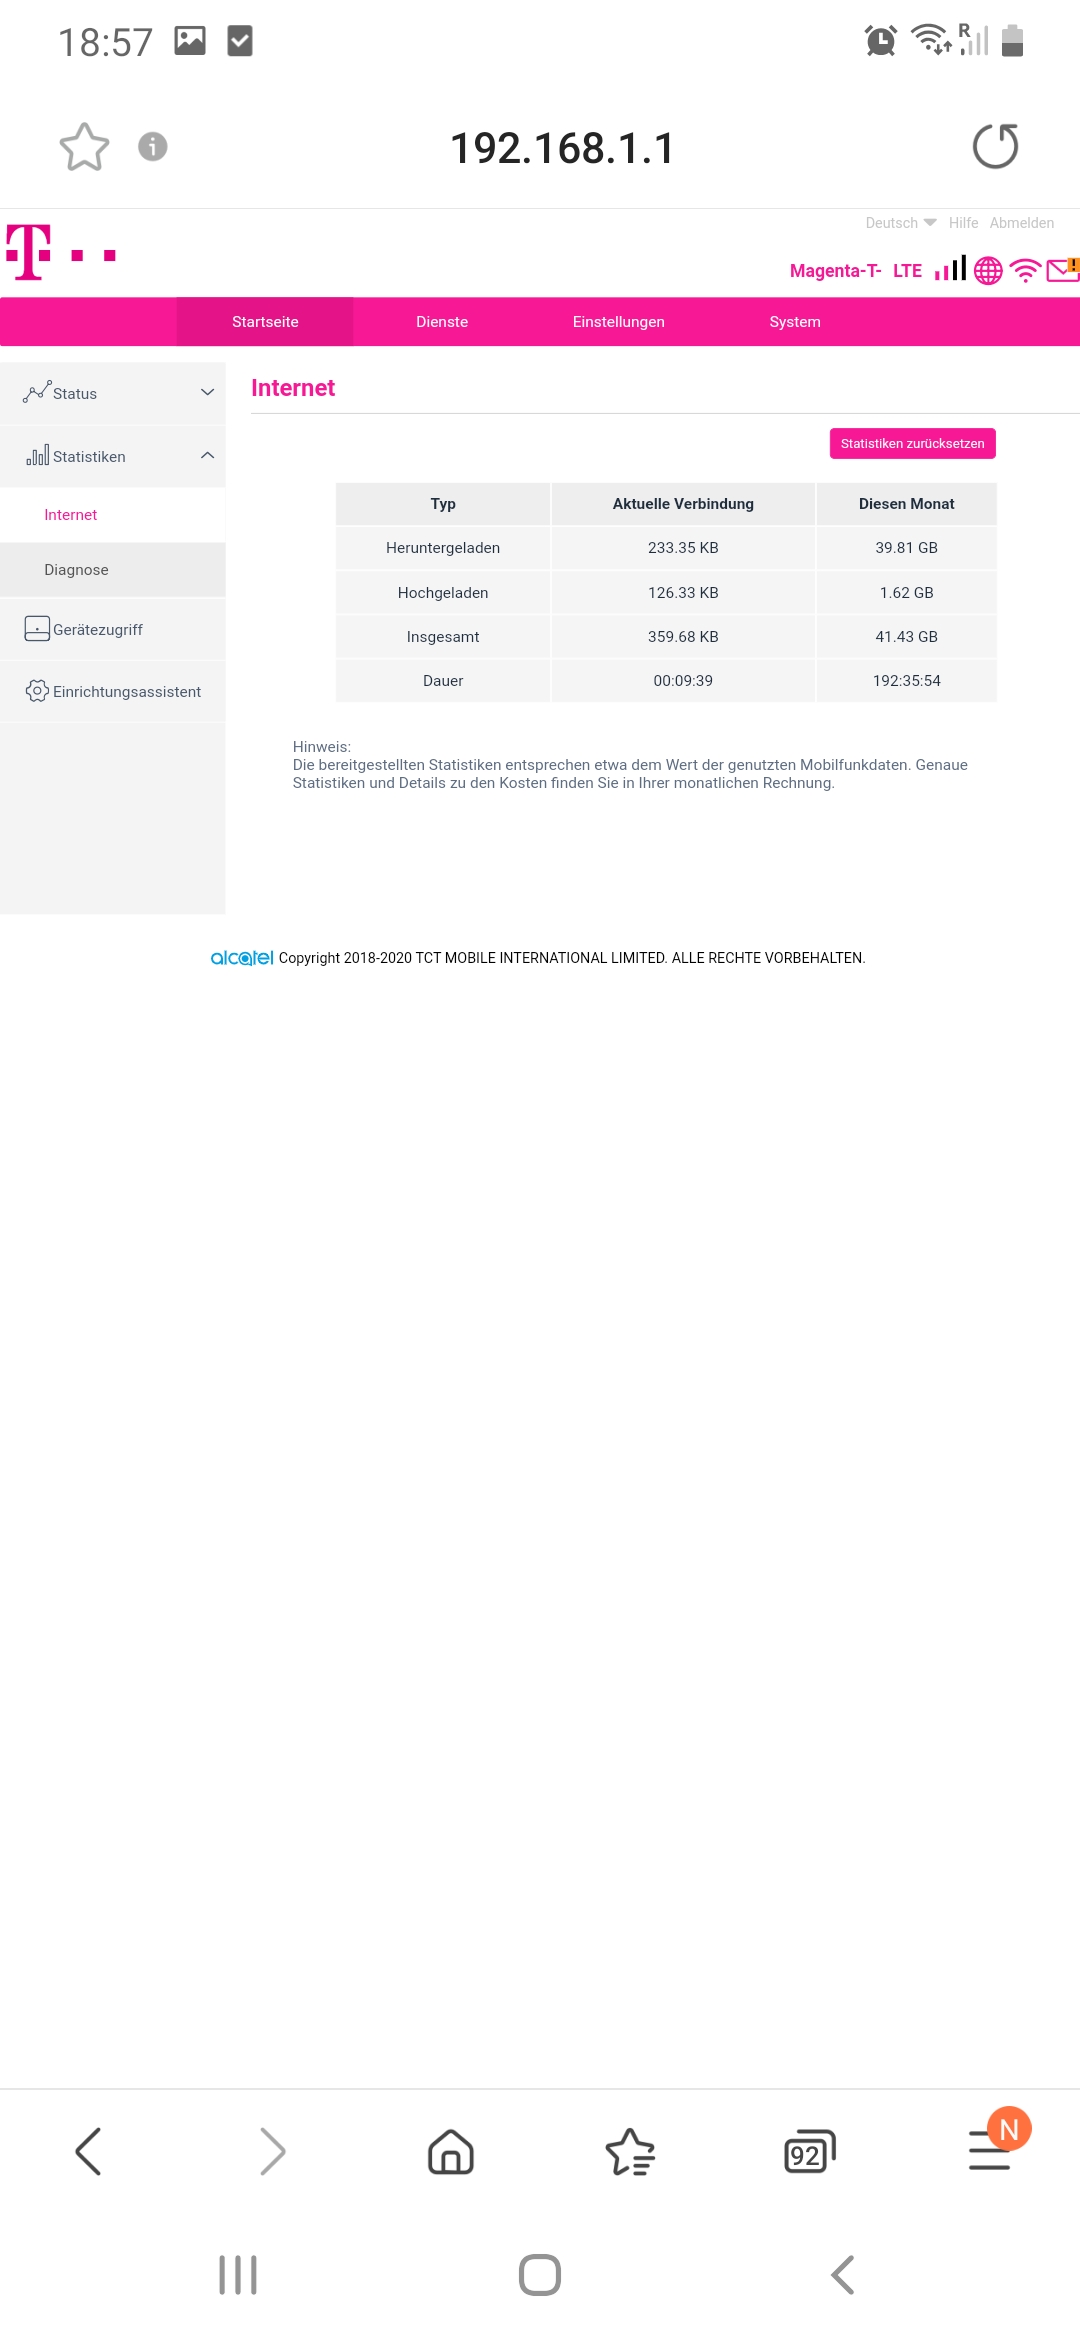 18:57
R
192.168.1.1
Deutsch Hilfe Abmelden
T
Magenta-T- LTE
Startseite Dienste Einstellungen System
Status
Internet
Statistiken zurücksetzen
Statistiken
Typ Aktuelle Verbindung Diesen Monat
Internet
Heruntergeladen 233.35 KB 39.81 GB
Diagnose
Hochgeladen 126.33 KB 1.62 GB
Gerätezugriff
Insgesamt 359.68 KB 41.43 GB
Einrichtungsassistent
Dauer 00:09:39 192:35:54
Hinweis:
Die bereitgestellten Statistiken entsprechen etwa dem Wert der genutzten Mobilfunkdaten. Genaue
Statistiken und Details zu den Kosten finden Sie in Ihrer monatlichen Rechnung.
alcatel Copyright 2018-2020 TCT MOBILE INTERNATIONAL LIMITED. ALLE RECHTE VORBEHALTEN.
92
N